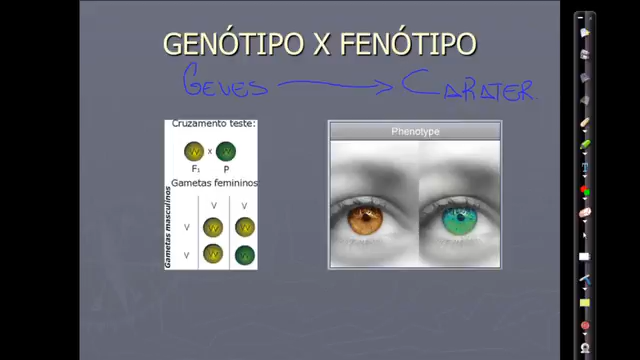 GENÓTIPO X FENÓTIPO
GENES → CARATER.
Cruzamento teste:
x
F₁ P
Gametas femininos
Gametas masculinos
V V
V
V
Phenotype